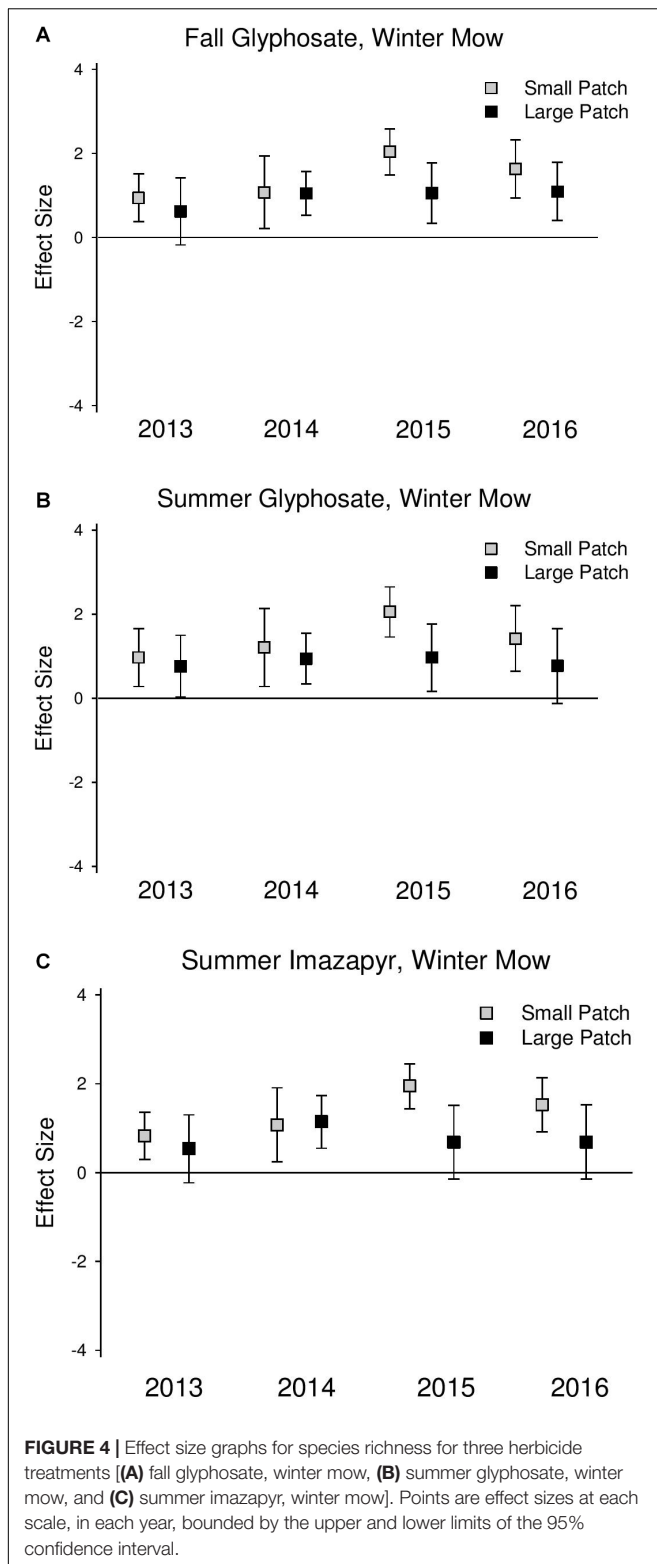 A
Fall Glyphosate, Winter Mow
4
2
0
-2
-4
Effect Size
Small Patch
Large Patch
2013 2014 2015 2016
B
Summer Glyphosate, Winter Mow
4
2
0
-2
-4
Effect Size
Small Patch
Large Patch
2013 2014 2015 2016
C
Summer Imazapyr, Winter Mow
4
2
0
-2
-4
Effect Size
Small Patch
Large Patch
2013 2014 2015 2016
FIGURE 4 | Effect size graphs for species richness for three herbicide
treatments [(A) fall glyphosate, winter mow, (B) summer glyphosate, winter
mow, and (C) summer imazapyr, winter mow]. Points are effect sizes at each
scale, in each year, bounded by the upper and lower limits of the 95%
confidence interval.